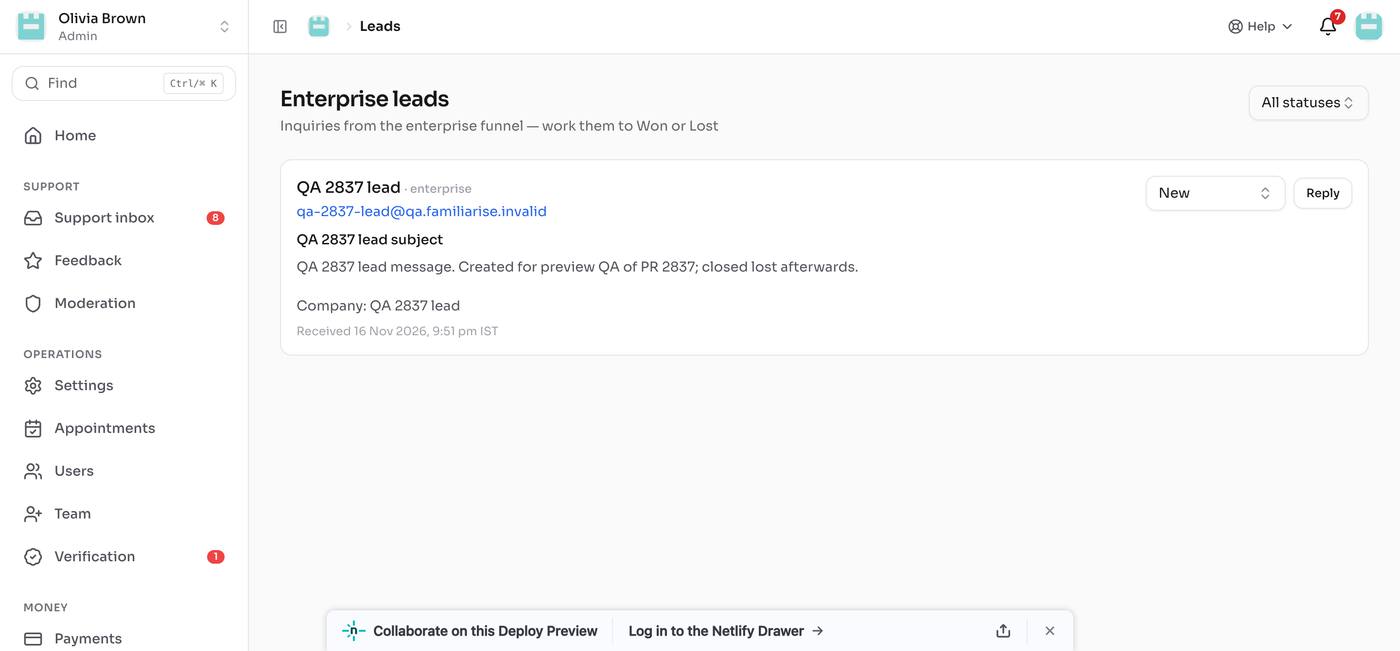 Olivia Brown
Admin
Find
Ctrl/⌘ K
Home
SUPPORT
Support inbox 8
Feedback
Moderation
OPERATIONS
Settings
Appointments
Users
Team
Verification 1
MONEY
Payments
Leads
Help
7
Enterprise leads
Inquiries from the enterprise funnel — work them to Won or Lost
All statuses
QA 2837 lead · enterprise
New
Reply
qa-2837-lead@qa.familiarise.invalid
QA 2837 lead subject
QA 2837 lead message. Created for preview QA of PR 2837; closed lost afterwards.
Company: QA 2837 lead
Received 16 Nov 2026, 9:51 pm IST
Collaborate on this Deploy Preview
Log in to the Netlify Drawer →